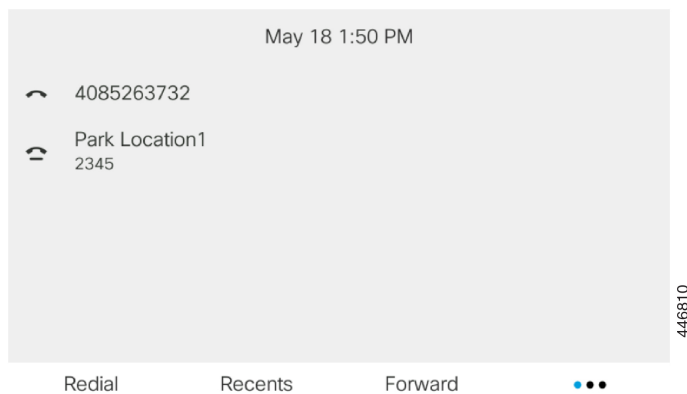 May 18 1:50 PM
4085263732
Park Location1
2345
446810
Redial Recents Forward